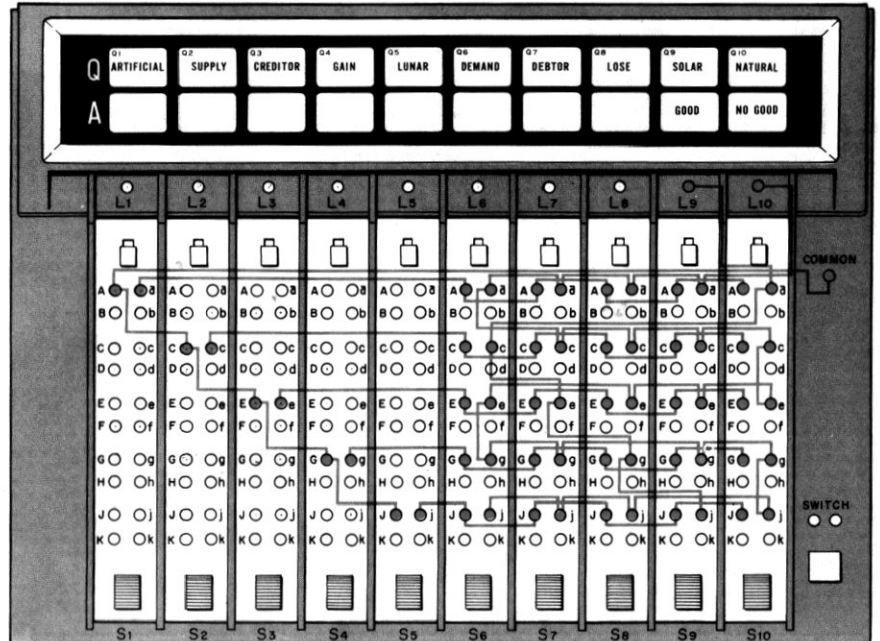 Q Q1 ARTIFICIAL Q2 SUPPLY Q3 CREDITOR Q4 GAIN Q5 LUNAR Q6 DEMAND Q7 DEBTOR Q8 LOSE Q9 SOLAR Q10 NATURAL
A GOOD NO GOOD
L1 L2 L3 L4 L5 L6 L7 L8 L9 L10
COMMON
A a A a A a A a A a A a A a A a A a A a
B b B b B b B b B b B b B b B b B b B b
C c C c C c C c C c C c C c C c C c C c
D d D d D d D d D d D d D d D d D d D d
E e E e E e E e E e E e E e E e E e E e
F f F f F f F f F f F f F f F f F f F f
G g G g G g G g G g G g G g G g G g G g
H h H h H h H h H h H h H h H h H h H h
SWITCH
J j J j J j J j J j J j J j J j J j J j
K k K k K k K k K k K k K k K k K k K k
S1 S2 S3 S4 S5 S6 S7 S8 S9 S10